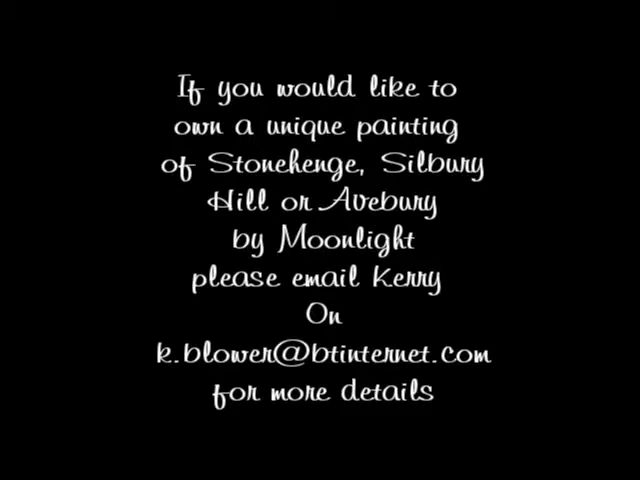 If you would like to
own a unique painting
of Stonehenge, Silbury
Hill or Avebury
by Moonlight
please email Kerry
On
k.blower@btinternet.com
for more details